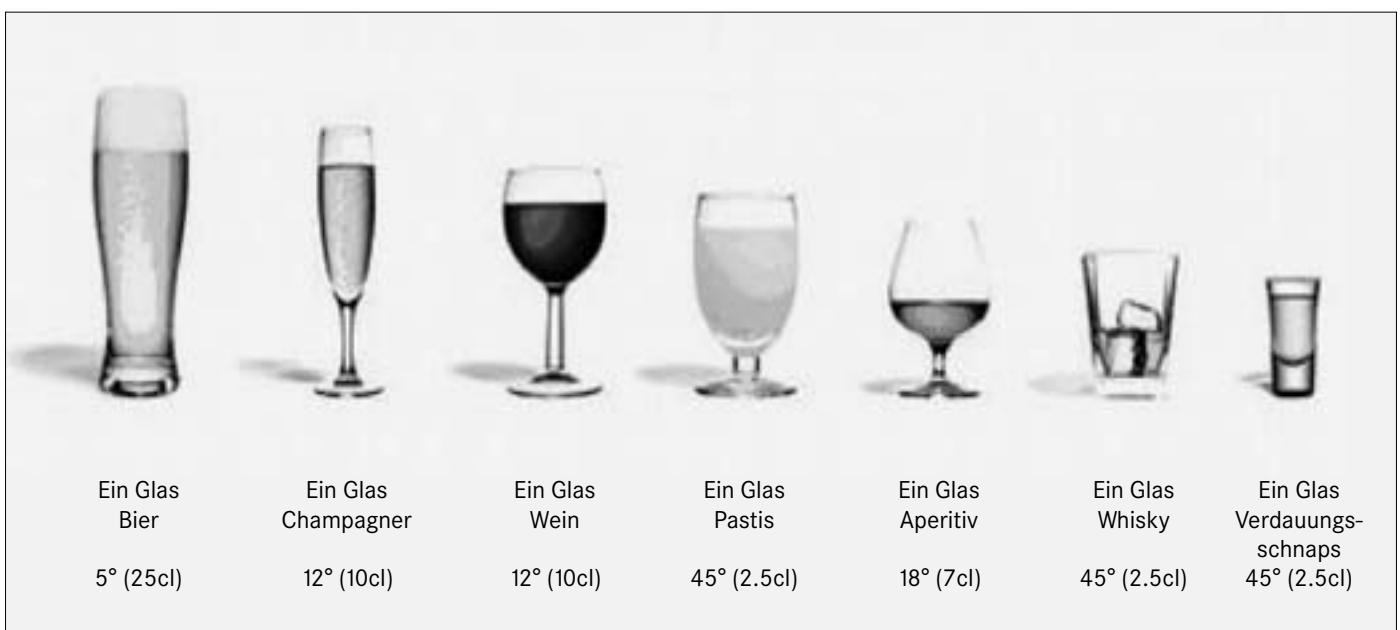 Ein Glas
Bier
5° (25cl)
Ein Glas
Champagner
12° (10cl)
Ein Glas
Wein
12° (10cl)
Ein Glas
Pastis
45° (2.5cl)
Ein Glas
Aperitiv
18° (7cl)
Ein Glas
Whisky
45° (2.5cl)
Ein Glas
Verdauungs-
schnaps
45° (2.5cl)